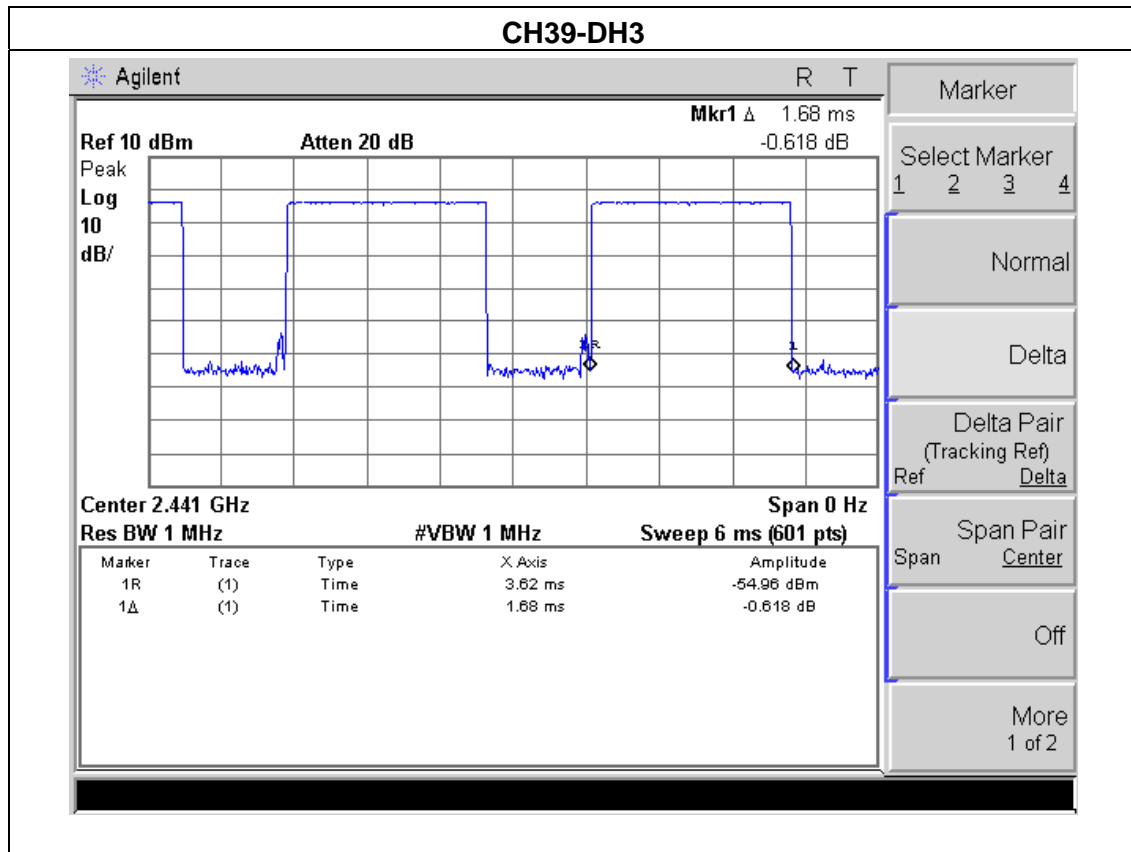 CH39-DH3
Agilent R T
Mkr1 Δ 1.68 ms
Ref 10 dBm Atten 20 dB -0.618 dB
Peak
Log
10
dB/
1R
1
Center 2.441 GHz Span 0 Hz
Res BW 1 MHz #VBW 1 MHz Sweep 6 ms (601 pts)
Marker Trace Type X Axis Amplitude
1R (1) Time 3.62 ms -54.96 dBm
1Δ (1) Time 1.68 ms -0.618 dB
Marker
Select Marker
1 2 3 4
Normal
Delta
Delta Pair
(Tracking Ref)
Ref Delta
Span Pair
Span Center
Off
More
1 of 2